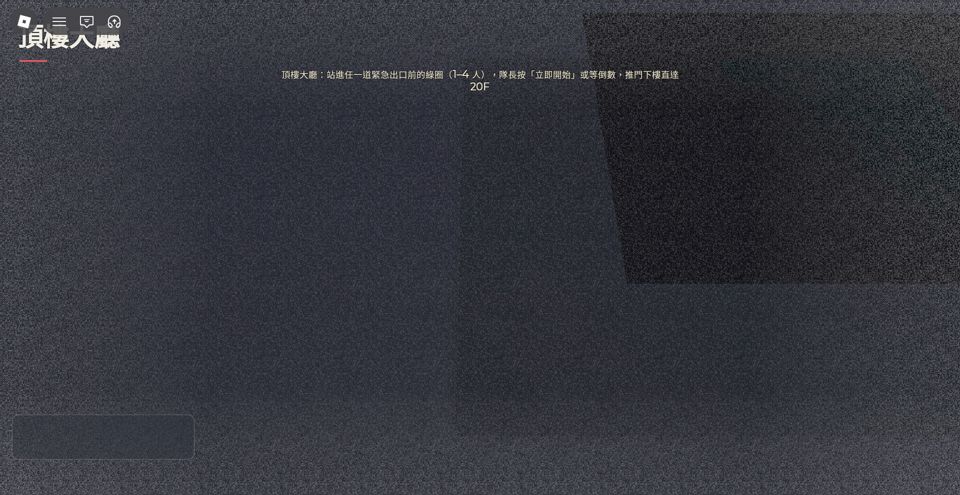 頂樓大廳
頂樓大廳：站進任一道緊急出口前的綠圈（1–4 人），隊長按「立即開始」或等倒數，推門下樓直達
20F